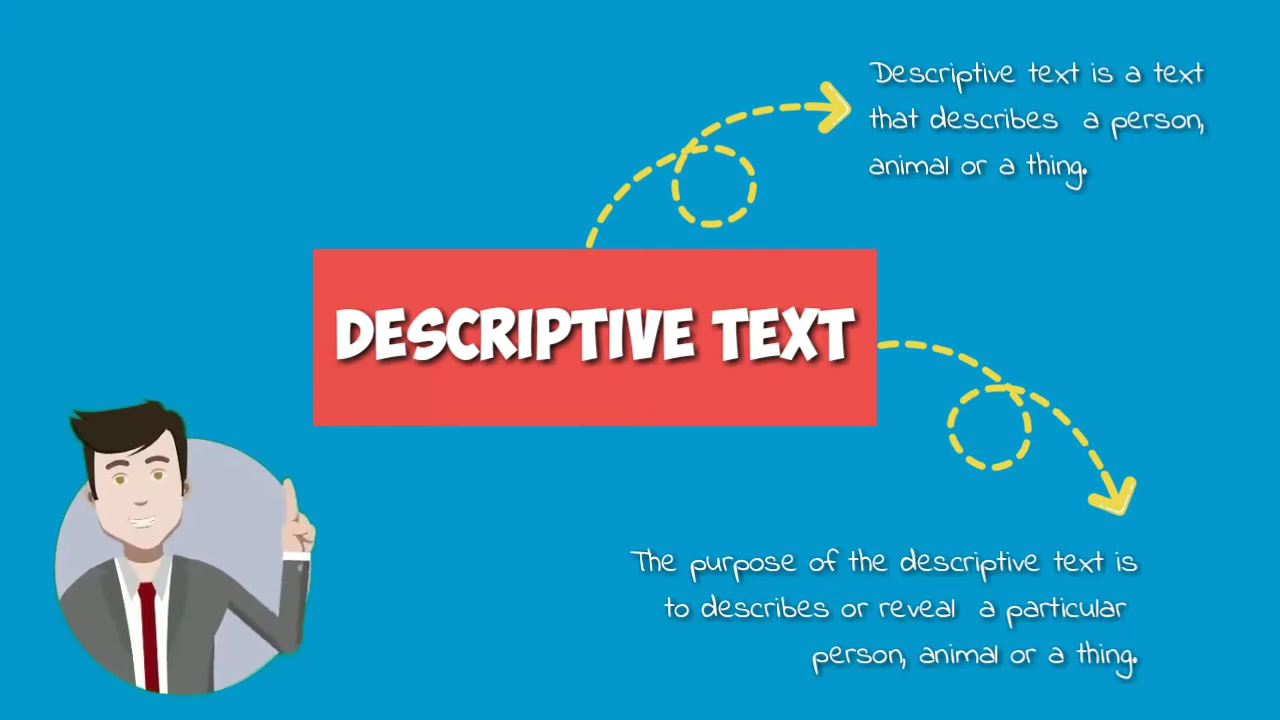 Descriptive text is a text
that describes a person,
animal or a thing.
DESCRIPTIVE TEXT
The purpose of the descriptive text is
to describes or reveal a particular
person, animal or a thing.